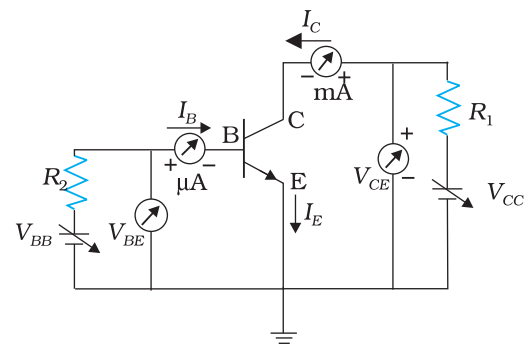 I_C
− +
mA
C
I_B
B
+ −
μA
R_2
V_BE
V_BB
E
I_E
+
V_CE
−
R_1
V_CC